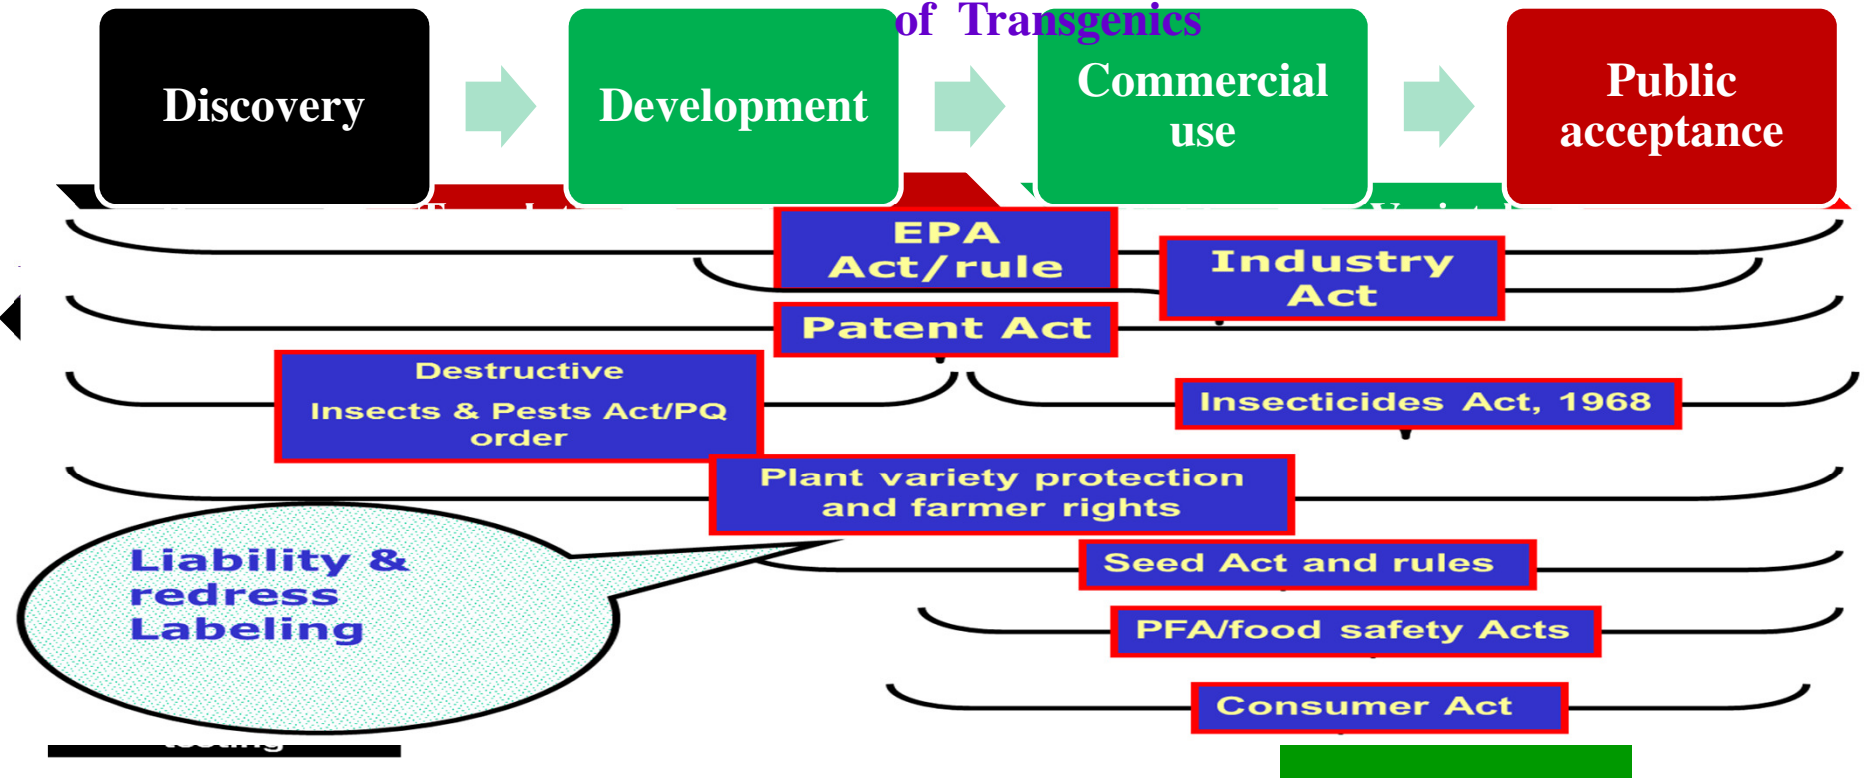 of Transgenics
Discovery
Development
Commercial
use
Public
acceptance
EPA
Act/rule
Industry
Act
Patent Act
Destructive
Insects & Pests Act/PQ
order
Insecticides Act, 1968
Plant variety protection
and farmer rights
Liability &
redress
Labeling
Seed Act and rules
PFA/food safety Acts
Consumer Act
testing